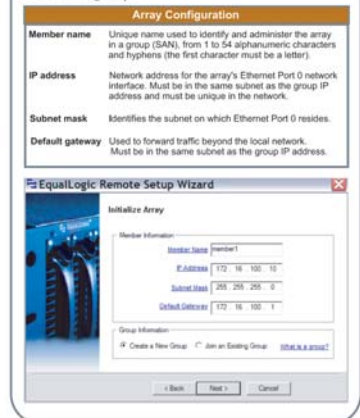 Array Configuration
Member name Unique name used to identify and administer the array
in a group (SAN), from 1 to 54 alphanumeric characters
and hyphens (the first character must be a letter).
IP address Network address for the array's Ethernet Port 0 network
interface. Must be in the same subnet as the group IP
address and must be unique in the network.
Subnet mask Identifies the subnet on which Ethernet Port 0 resides.
Default gateway Used to forward traffic beyond the local network.
Must be in the same subnet as the group IP address.
EqualLogic Remote Setup Wizard
Initialize Array
Member Information
Member Name member1
IP Address 172 . 16 . 100 . 10
Subnet Mask 255 . 255 . 255 . 0
Default Gateway 172 . 16 . 100 . 1
Group Information
Create a New Group Join an Existing Group What is a group?
< Back Next > Cancel